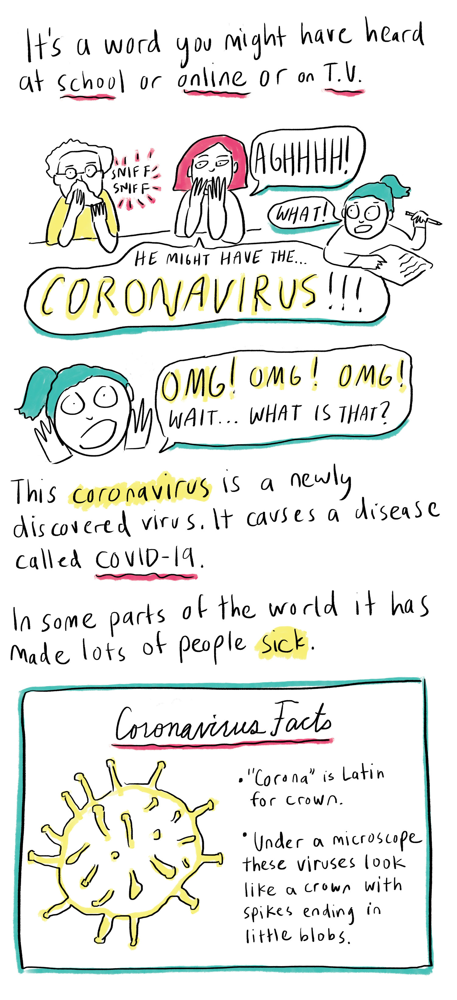 It's a word you might have heard
at school or online or on T.V.
SNIFF
SNIFF
AGHHHH!
WHAT!
HE MIGHT HAVE THE...
CORONAVIRUS!!!
OMG! OMG! OMG!
WAIT... WHAT IS THAT?
This coronavirus is a newly
discovered virus. It causes a disease
called COVID-19.
In some parts of the world it has
made lots of people sick.
Coronavirus Facts
• "Corona" is Latin
for crown.
• Under a microscope
these viruses look
like a crown with
spikes ending in
little blobs.